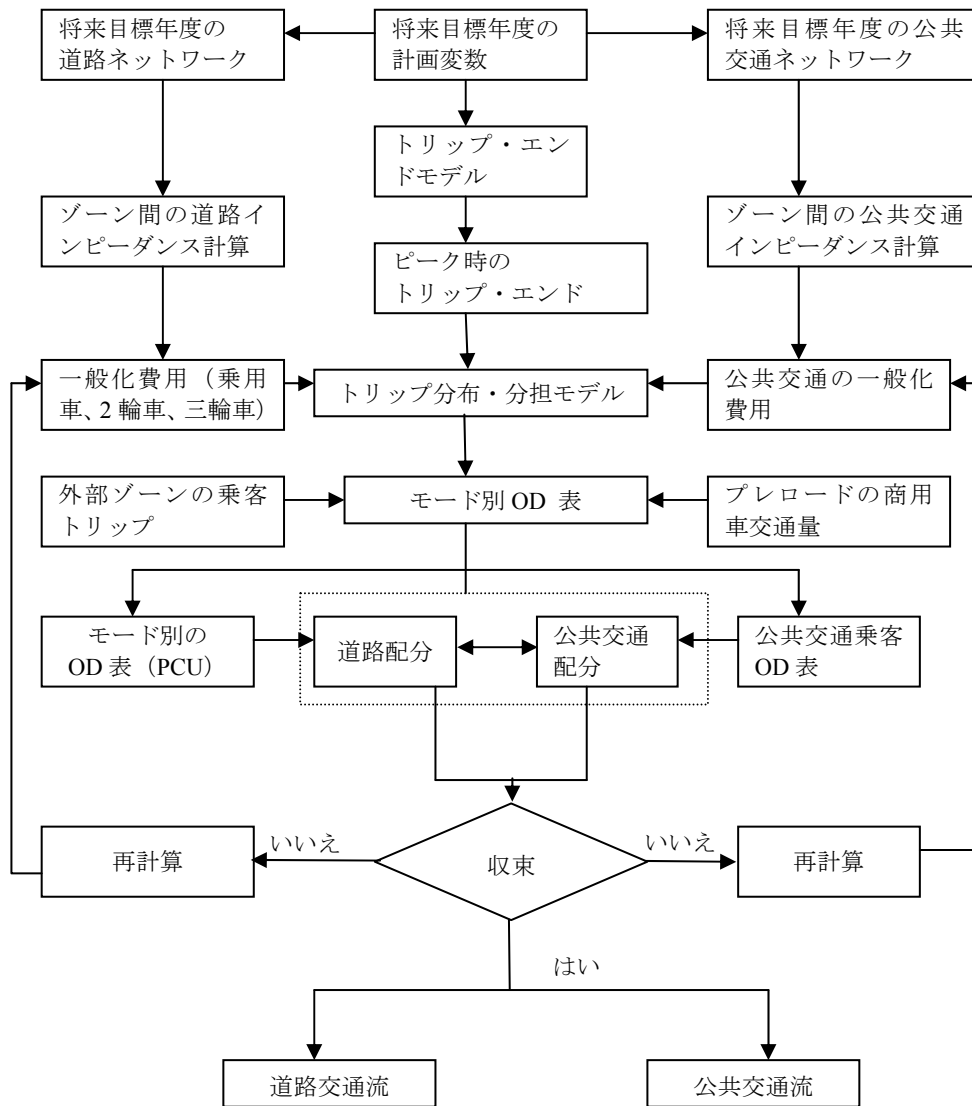 将来目標年度の
道路ネットワーク
将来目標年度の
計画変数
将来目標年度の公共
交通ネットワーク
トリップ・エン
ドモデル
ゾーン間の道路イ
ンピーダンス計算
ゾーン間の公共交通
インピーダンス計算
ピーク時の
トリップ・エンド
一般化費用（乗用
車、2 輪車、三輪車）
トリップ分布・分担モデル
公共交通の一般化
費用
外部ゾーンの乗客
トリップ
モード別 OD 表
プレロードの商用
車交通量
モード別の
OD 表（PCU）
道路配分
公共交通
配分
公共交通乗客
OD 表
再計算
いいえ
収束
いいえ
再計算
はい
道路交通流
公共交通流